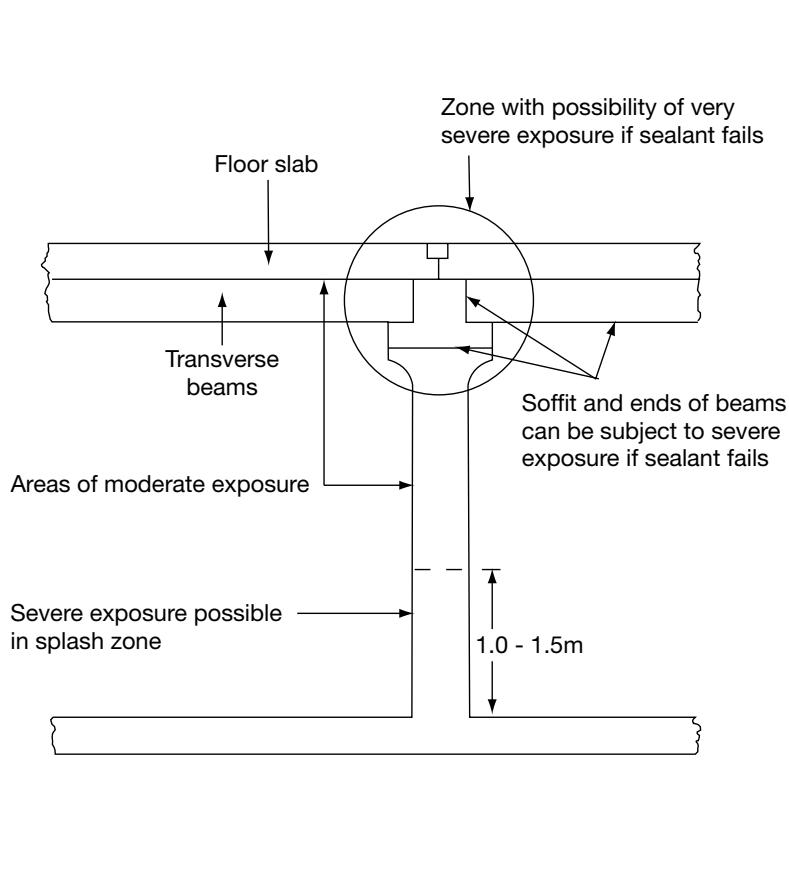 Zone with possibility of very
severe exposure if sealant fails
Floor slab
Transverse
beams
Soffit and ends of beams
can be subject to severe
exposure if sealant fails
Areas of moderate exposure
Severe exposure possible
in splash zone
1.0 - 1.5m